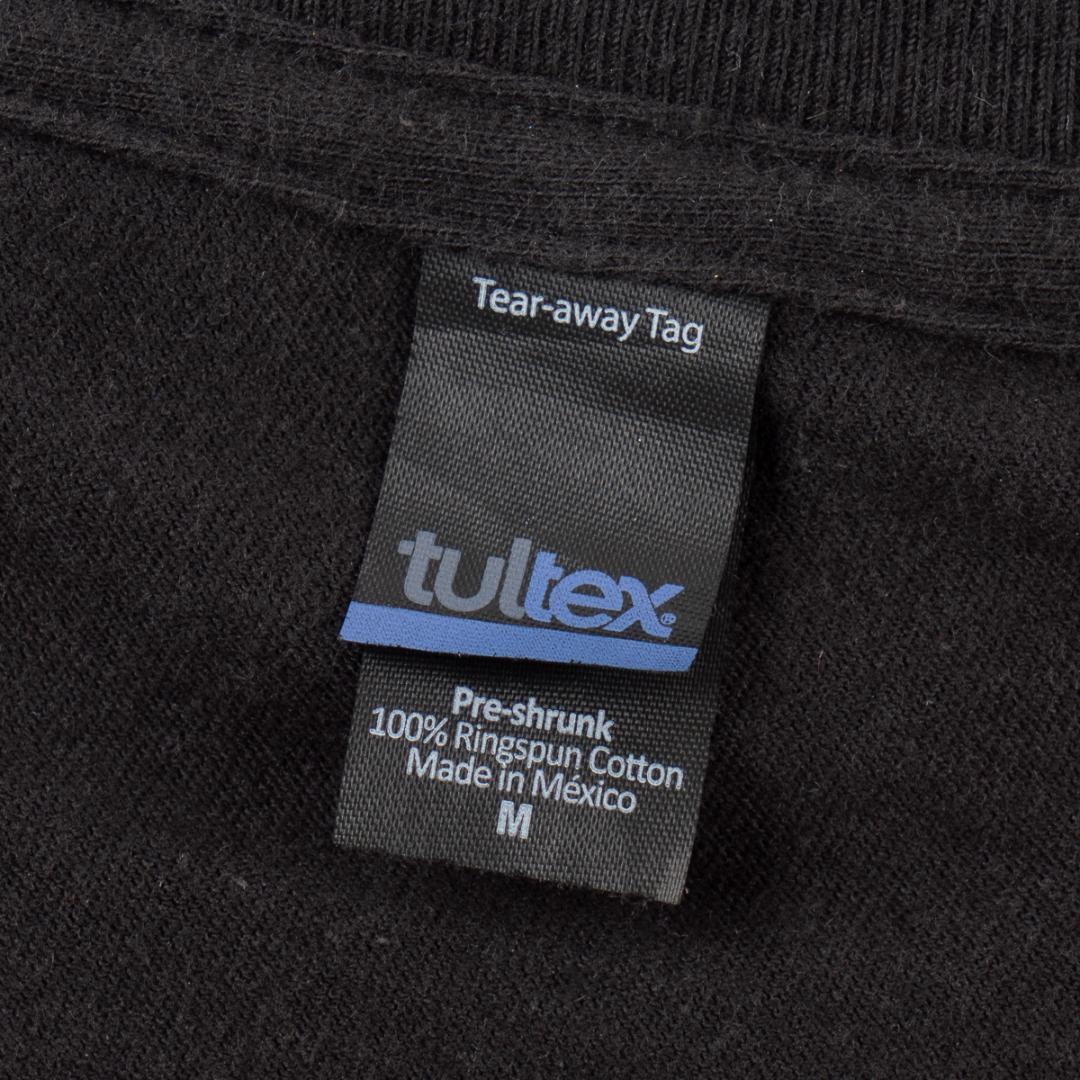 Tear-away Tag
tultex®
Pre-shrunk
100% Ringspun Cotton
Made in México
M